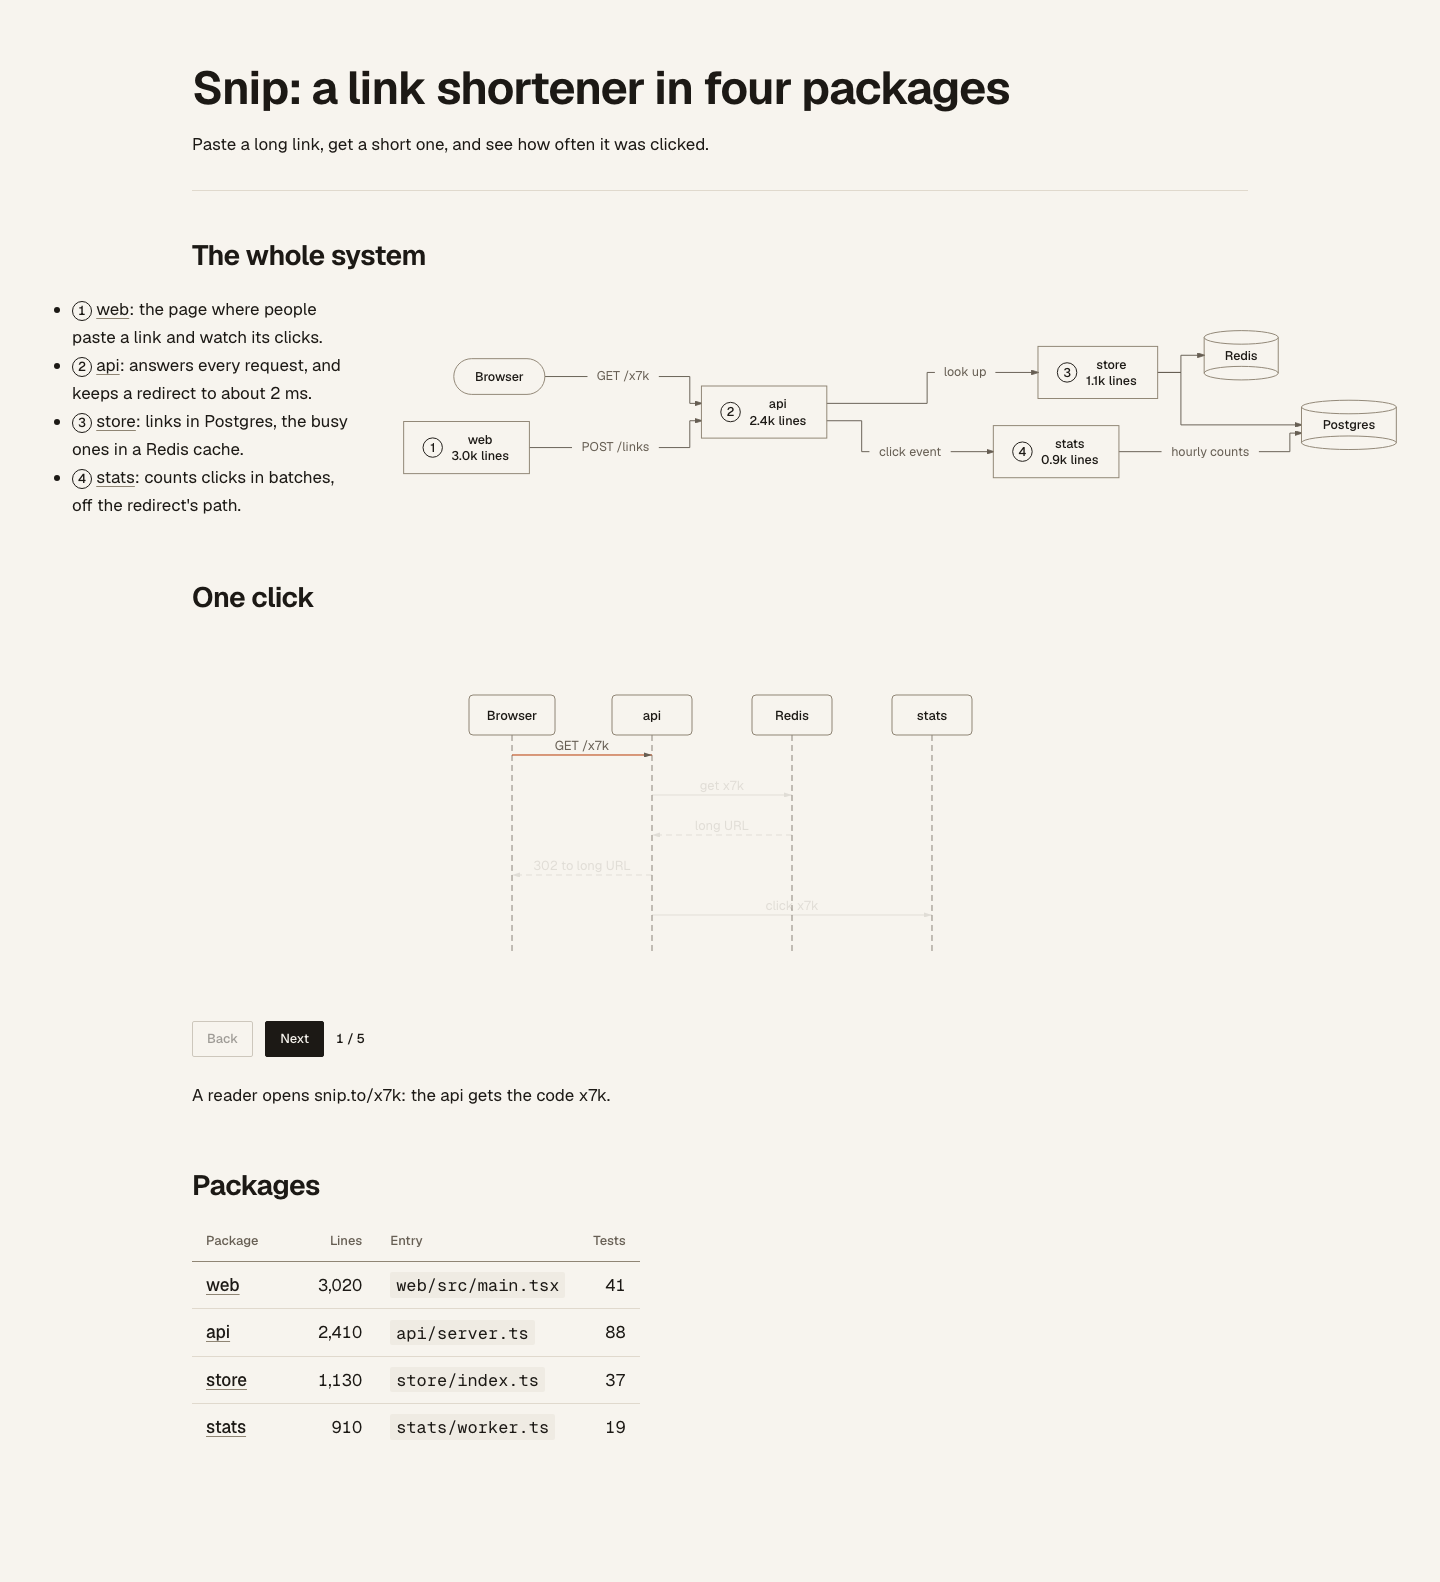 Snip: a link shortener in four packages
Paste a long link, get a short one, and see how often it was clicked.
The whole system
1 web: the page where people
paste a link and watch its clicks.
2 api: answers every request, and
keeps a redirect to about 2 ms.
3 store: links in Postgres, the busy
ones in a Redis cache.
4 stats: counts clicks in batches,
off the redirect's path.
Browser
GET /x7k
1
web
3.0k lines
POST /links
2
api
2.4k lines
look up
click event
3
store
1.1k lines
4
stats
0.9k lines
hourly counts
Redis
Postgres
One click
Browser
api
Redis
stats
GET /x7k
get x7k
long URL
302 to long URL
click x7k
Back
Next
1 / 5
A reader opens snip.to/x7k: the api gets the code x7k.
Packages
Package Lines Entry Tests
web 3,020 web/src/main.tsx 41
api 2,410 api/server.ts 88
store 1,130 store/index.ts 37
stats 910 stats/worker.ts 19